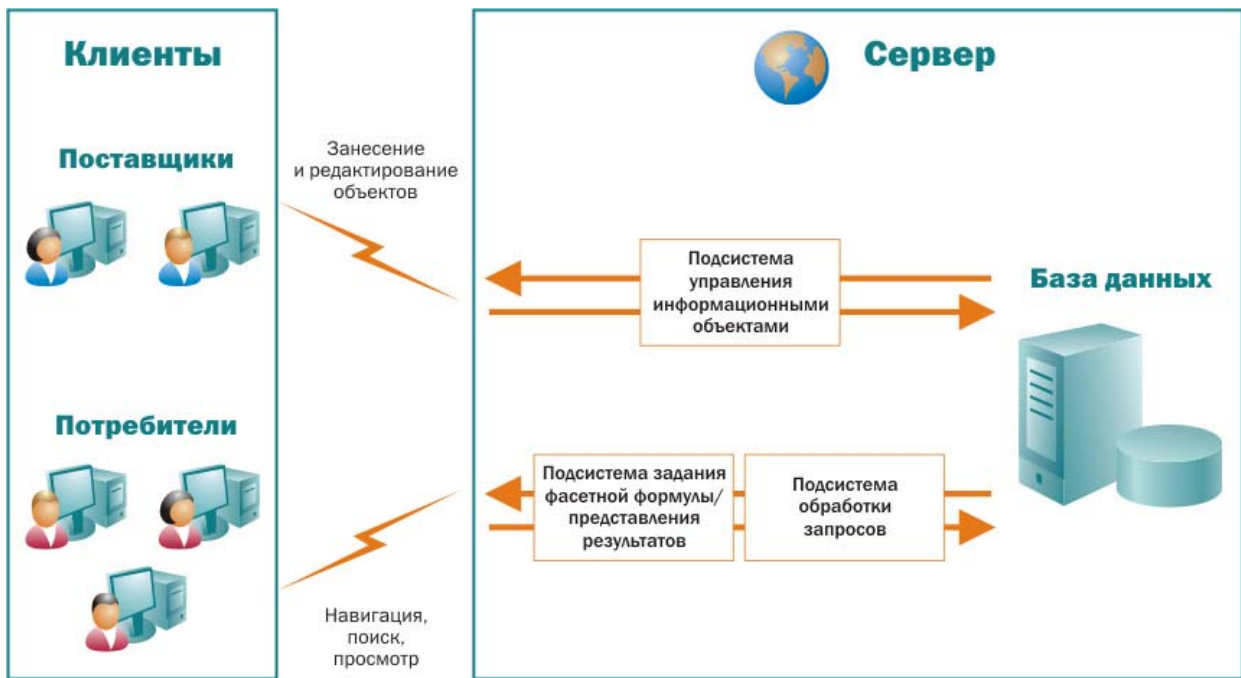 Клиенты
Поставщики
Потребители
Занесение
и редактирование
объектов
Навигация,
поиск,
просмотр
Сервер
Подсистема
управления
информационными
объектами
База данных
Подсистема задания
фасетной формулы/
представления
результатов
Подсистема
обработки
запросов